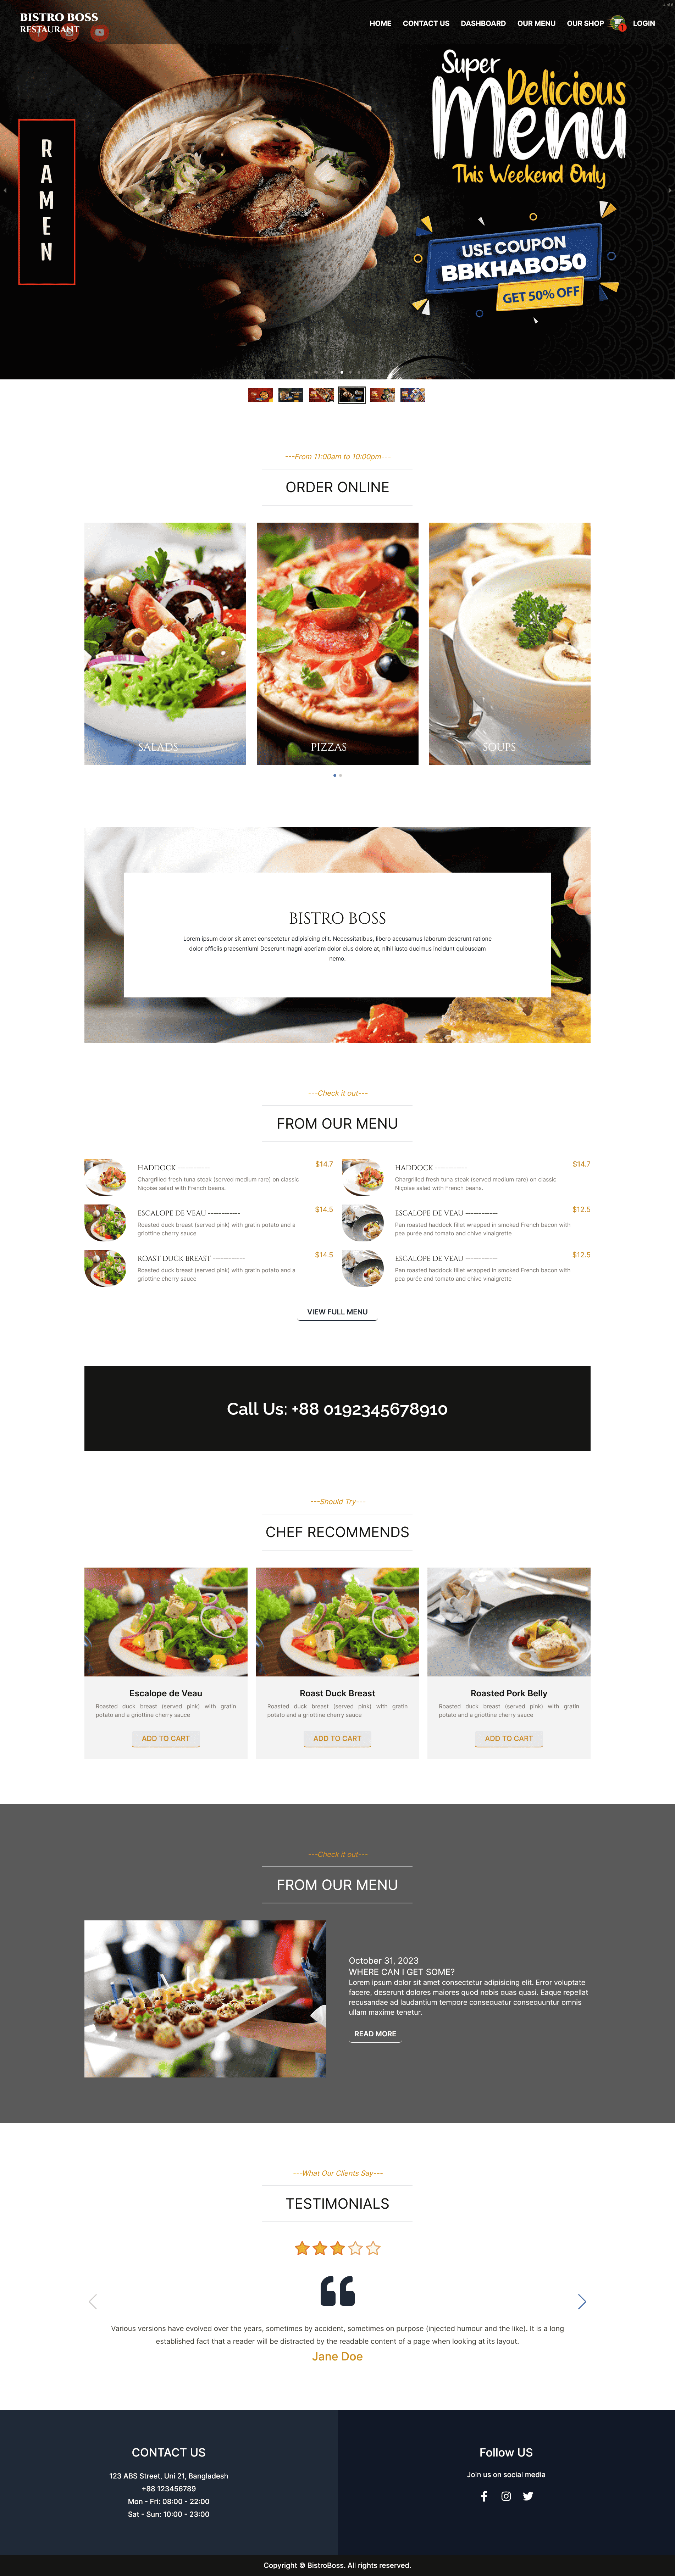 BISTRO BOSS
RESTAURANT
HOME
CONTACT US
DASHBOARD
OUR MENU
OUR SHOP
1
LOGIN
RAMEN
Super
Delicious
Menu
This Weekend Only
USE COUPON
BBKHABO50
GET 50% OFF
---From 11:00am to 10:00pm---
ORDER ONLINE
SALADS
PIZZAS
SOUPS
BISTRO BOSS
Lorem ipsum dolor sit amet consectetur adipisicing elit. Necessitatibus, libero accusamus laborum deserunt ratione
dolor officiis praesentium! Deserunt magni aperiam dolor eius dolore at, nihil iusto ducimus incidunt quibusdam
nemo.
---Check it out---
FROM OUR MENU
HADDOCK ------------
$14.7
Chargrilled fresh tuna steak (served medium rare) on classic
Niçoise salad with French beans.
HADDOCK ------------
$14.7
Chargrilled fresh tuna steak (served medium rare) on classic
Niçoise salad with French beans.
ESCALOPE DE VEAU ------------
$14.5
Roasted duck breast (served pink) with gratin potato and a
griottine cherry sauce
ESCALOPE DE VEAU ------------
$12.5
Pan roasted haddock fillet wrapped in smoked French bacon with
pea purée and tomato and chive vinaigrette
ROAST DUCK BREAST ------------
$14.5
Roasted duck breast (served pink) with gratin potato and a
griottine cherry sauce
ESCALOPE DE VEAU ------------
$12.5
Pan roasted haddock fillet wrapped in smoked French bacon with
pea purée and tomato and chive vinaigrette
VIEW FULL MENU
Call Us: +88 0192345678910
---Should Try---
CHEF RECOMMENDS
Escalope de Veau
Roasted duck breast (served pink) with gratin
potato and a griottine cherry sauce
ADD TO CART
Roast Duck Breast
Roasted duck breast (served pink) with gratin
potato and a griottine cherry sauce
ADD TO CART
Roasted Pork Belly
Roasted duck breast (served pink) with gratin
potato and a griottine cherry sauce
ADD TO CART
---Check it out---
FROM OUR MENU
October 31, 2023
WHERE CAN I GET SOME?
Lorem ipsum dolor sit amet consectetur adipisicing elit. Error voluptate
facere, deserunt dolores maiores quod nobis quas quasi. Eaque repellat
recusandae ad laudantium tempore consequatur consequuntur omnis
ullam maxime tenetur.
READ MORE
---What Our Clients Say---
TESTIMONIALS
Various versions have evolved over the years, sometimes by accident, sometimes on purpose (injected humour and the like). It is a long
established fact that a reader will be distracted by the readable content of a page when looking at its layout.
Jane Doe
CONTACT US
123 ABS Street, Uni 21, Bangladesh
+88 123456789
Mon - Fri: 08:00 - 22:00
Sat - Sun: 10:00 - 23:00
Follow US
Join us on social media
Copyright © BistroBoss. All rights reserved.